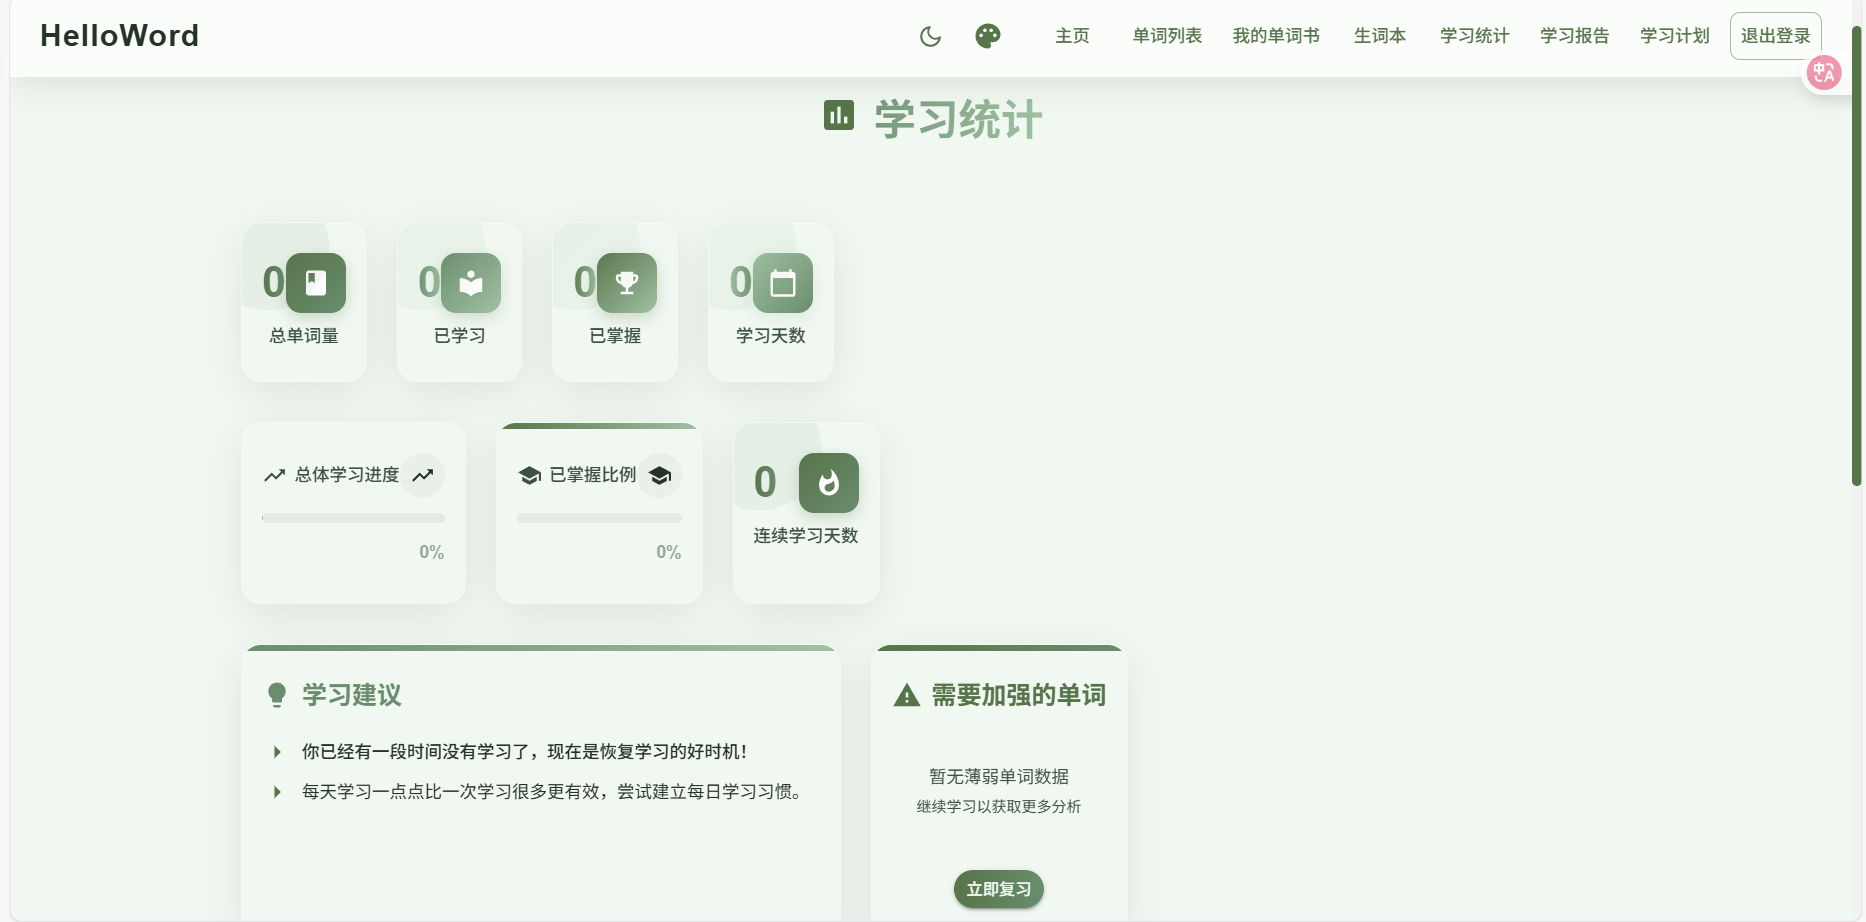 HelloWord
主页 单词列表 我的单词书 生词本 学习统计 学习报告 学习计划 退出登录
中A
学习统计
0 0 0 0
总单词量 已学习 已掌握 学习天数
总体学习进度 已掌握比例 0
0% 0% 连续学习天数
学习建议
你已经有一段时间没有学习了，现在是恢复学习的好时机！
每天学习一点点比一次学习很多更有效，尝试建立每日学习习惯。
需要加强的单词
暂无薄弱单词数据
继续学习以获取更多分析
立即复习